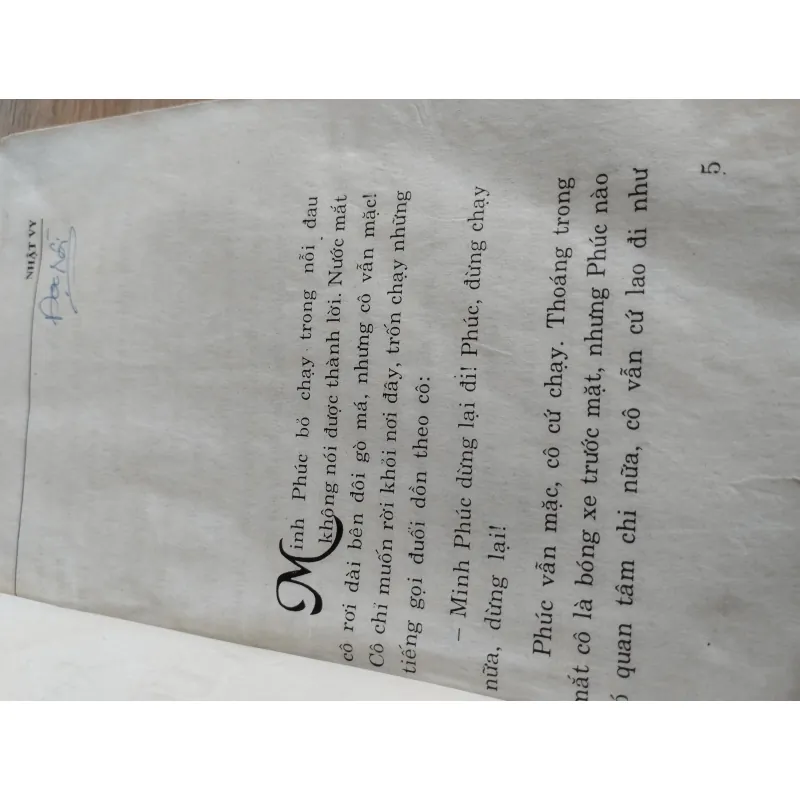 NHẬT VY
Minh Phúc bỏ chạy trong nỗi đau
không nói được thành lời. Nước mắt
cô rơi dài bên đôi gò má, nhưng cô vẫn mặc!
Cô chỉ muốn rời khỏi nơi đây, trốn chạy những
tiếng gọi đuổi dồn theo cô:
– Minh Phúc dừng lại đi! Phúc, đừng chạy
nữa, dừng lại!
Phúc vẫn mặc, cô cứ chạy. Thoáng trong
mắt cô là bóng xe trước mặt, nhưng Phúc nào
ó quan tâm chi nữa, cô vẫn cứ lao đi như
5